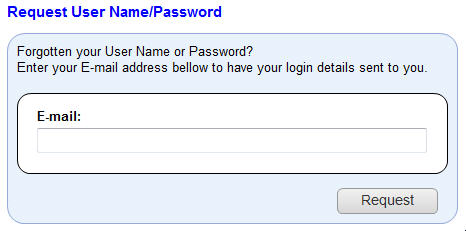 Request User Name/Password
Forgotten your User Name or Password?
Enter your E-mail address bellow to have your login details sent to you.
E-mail:
Request